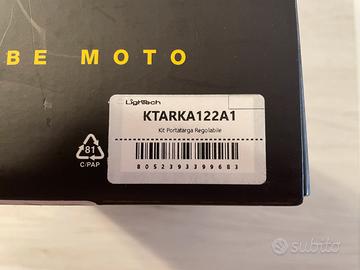 BE MOTO
LighTech
KTARKA122A1
Kit Portatarga Regolabile
8052393399683
81
C/PAP
subito